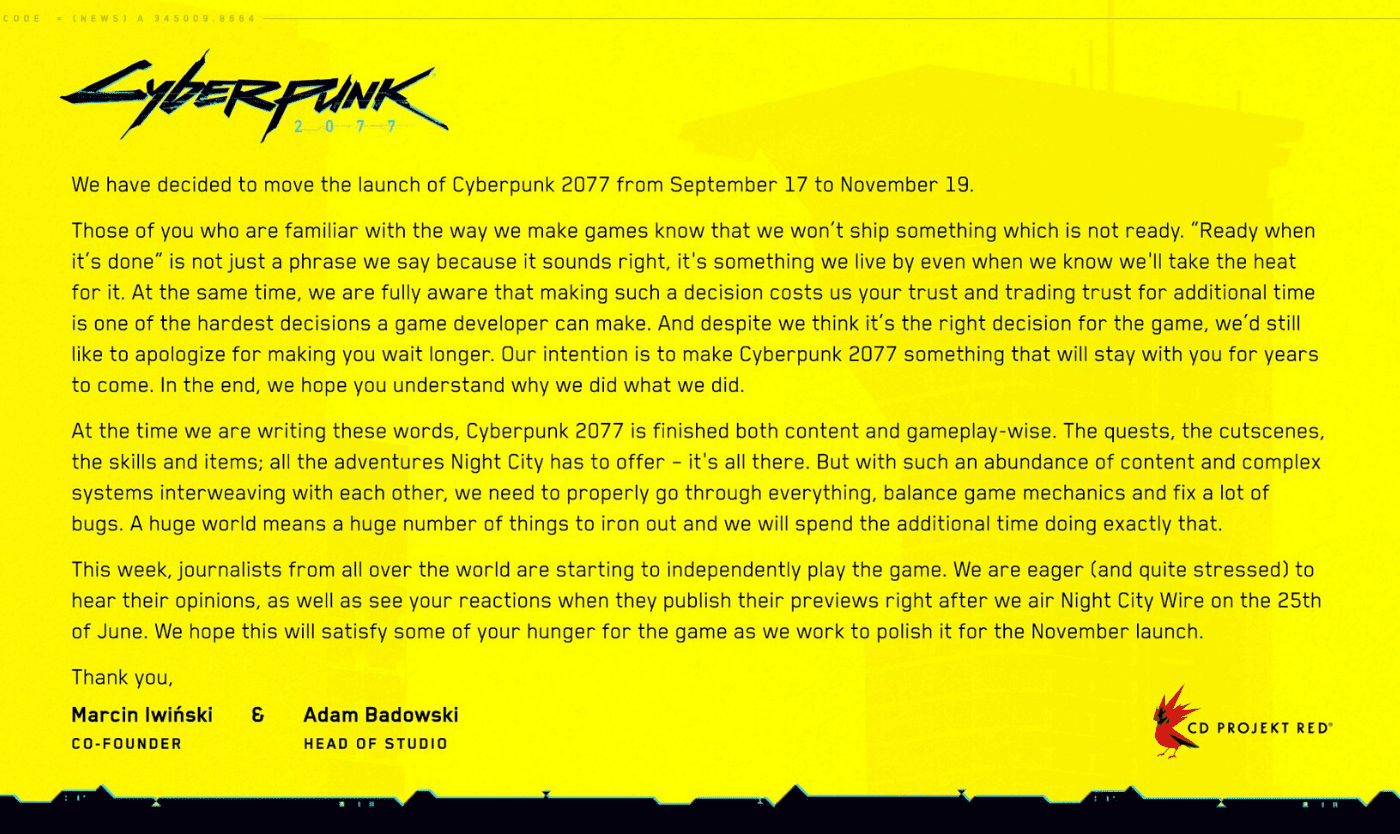 CODE = (NEWS) A 345009.8664
CYBERPUNK
2077
We have decided to move the launch of Cyberpunk 2077 from September 17 to November 19.
Those of you who are familiar with the way we make games know that we won’t ship something which is not ready. “Ready when
it’s done” is not just a phrase we say because it sounds right, it's something we live by even when we know we'll take the heat
for it. At the same time, we are fully aware that making such a decision costs us your trust and trading trust for additional time
is one of the hardest decisions a game developer can make. And despite we think it’s the right decision for the game, we’d still
like to apologize for making you wait longer. Our intention is to make Cyberpunk 2077 something that will stay with you for years
to come. In the end, we hope you understand why we did what we did.
At the time we are writing these words, Cyberpunk 2077 is finished both content and gameplay-wise. The quests, the cutscenes,
the skills and items; all the adventures Night City has to offer – it's all there. But with such an abundance of content and complex
systems interweaving with each other, we need to properly go through everything, balance game mechanics and fix a lot of
bugs. A huge world means a huge number of things to iron out and we will spend the additional time doing exactly that.
This week, journalists from all over the world are starting to independently play the game. We are eager (and quite stressed) to
hear their opinions, as well as see your reactions when they publish their previews right after we air Night City Wire on the 25th
of June. We hope this will satisfy some of your hunger for the game as we work to polish it for the November launch.
Thank you,
Marcin Iwiński & Adam Badowski
CO-FOUNDER HEAD OF STUDIO
CD PROJEKT RED®